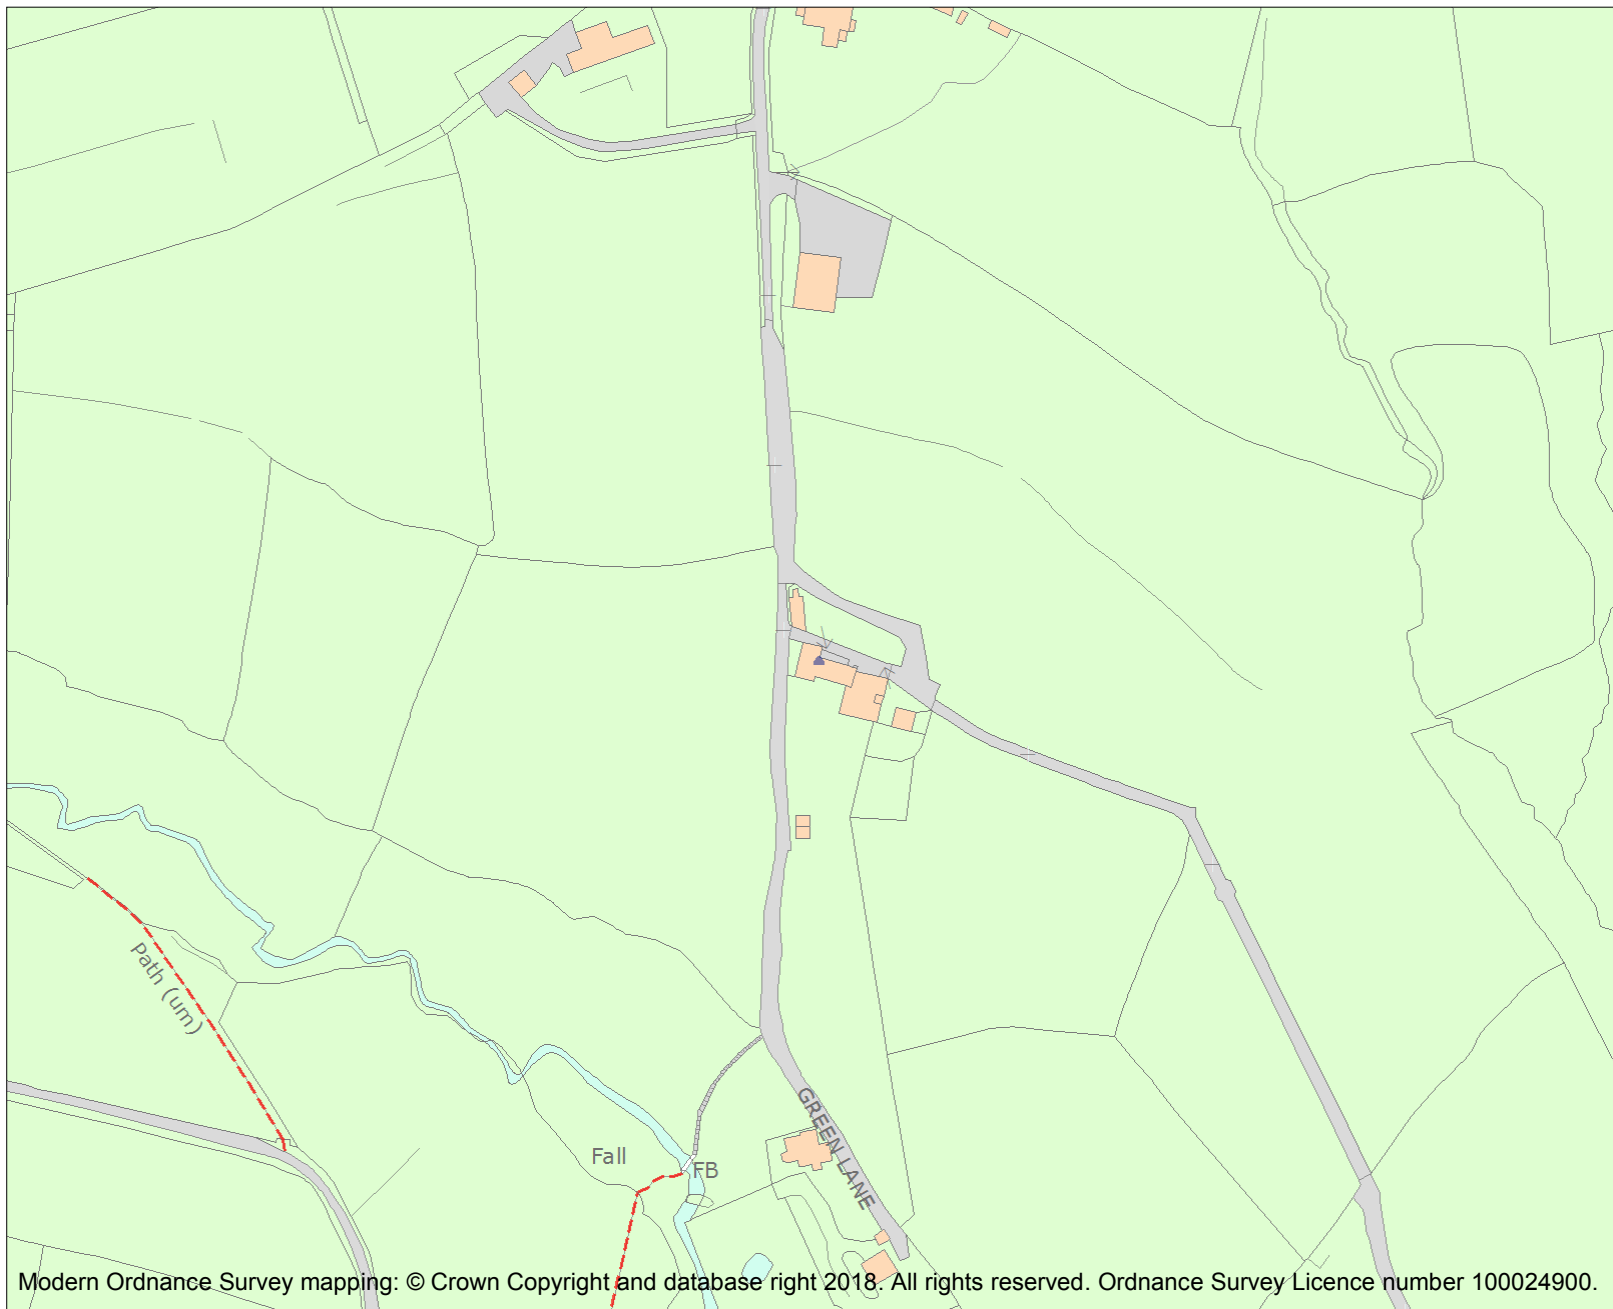 Path (um)
GREEN LANE
Fall
FB
Modern Ordnance Survey mapping: © Crown Copyright and database right 2018. All rights reserved. Ordnance Survey Licence number 100024900.